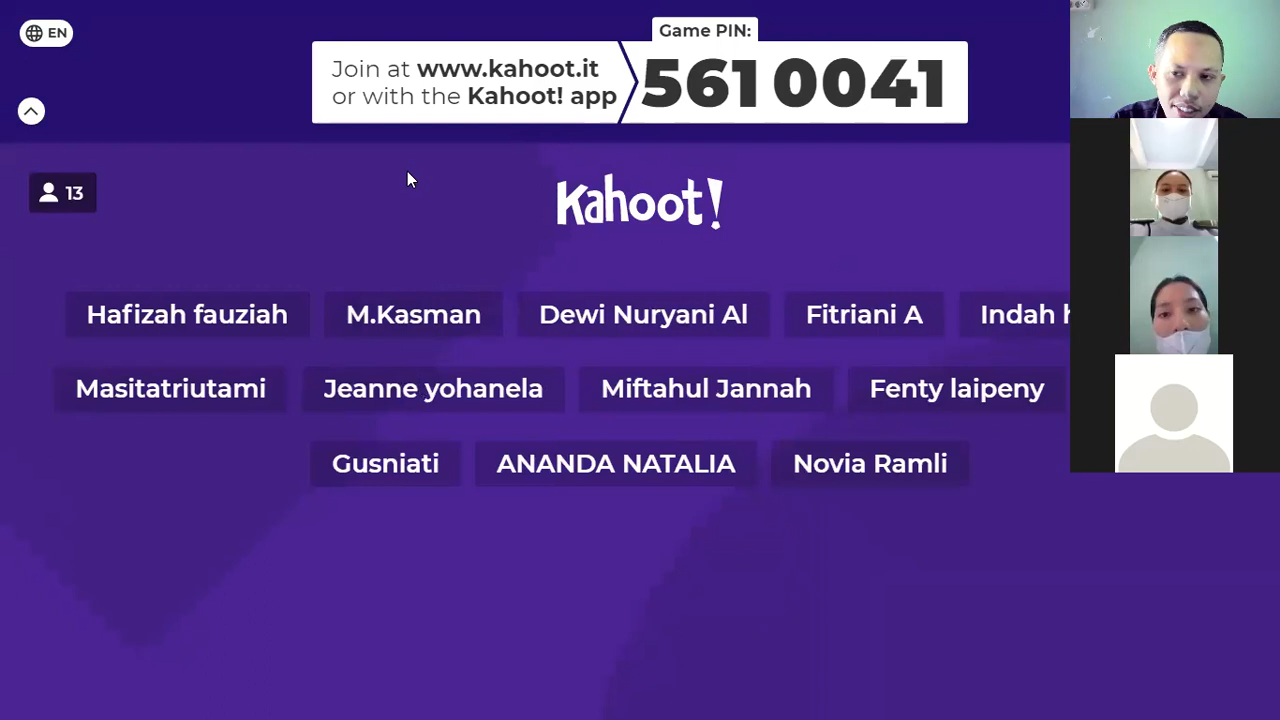 EN
Game PIN:
Join at www.kahoot.it
or with the Kahoot! app
561 0041
13
Kahoot!
Hafizah fauziah M.Kasman Dewi Nuryani Al Fitriani A Indah
Masitatriutami Jeanne yohanela Miftahul Jannah Fenty laipeny
Gusniati ANANDA NATALIA Novia Ramli